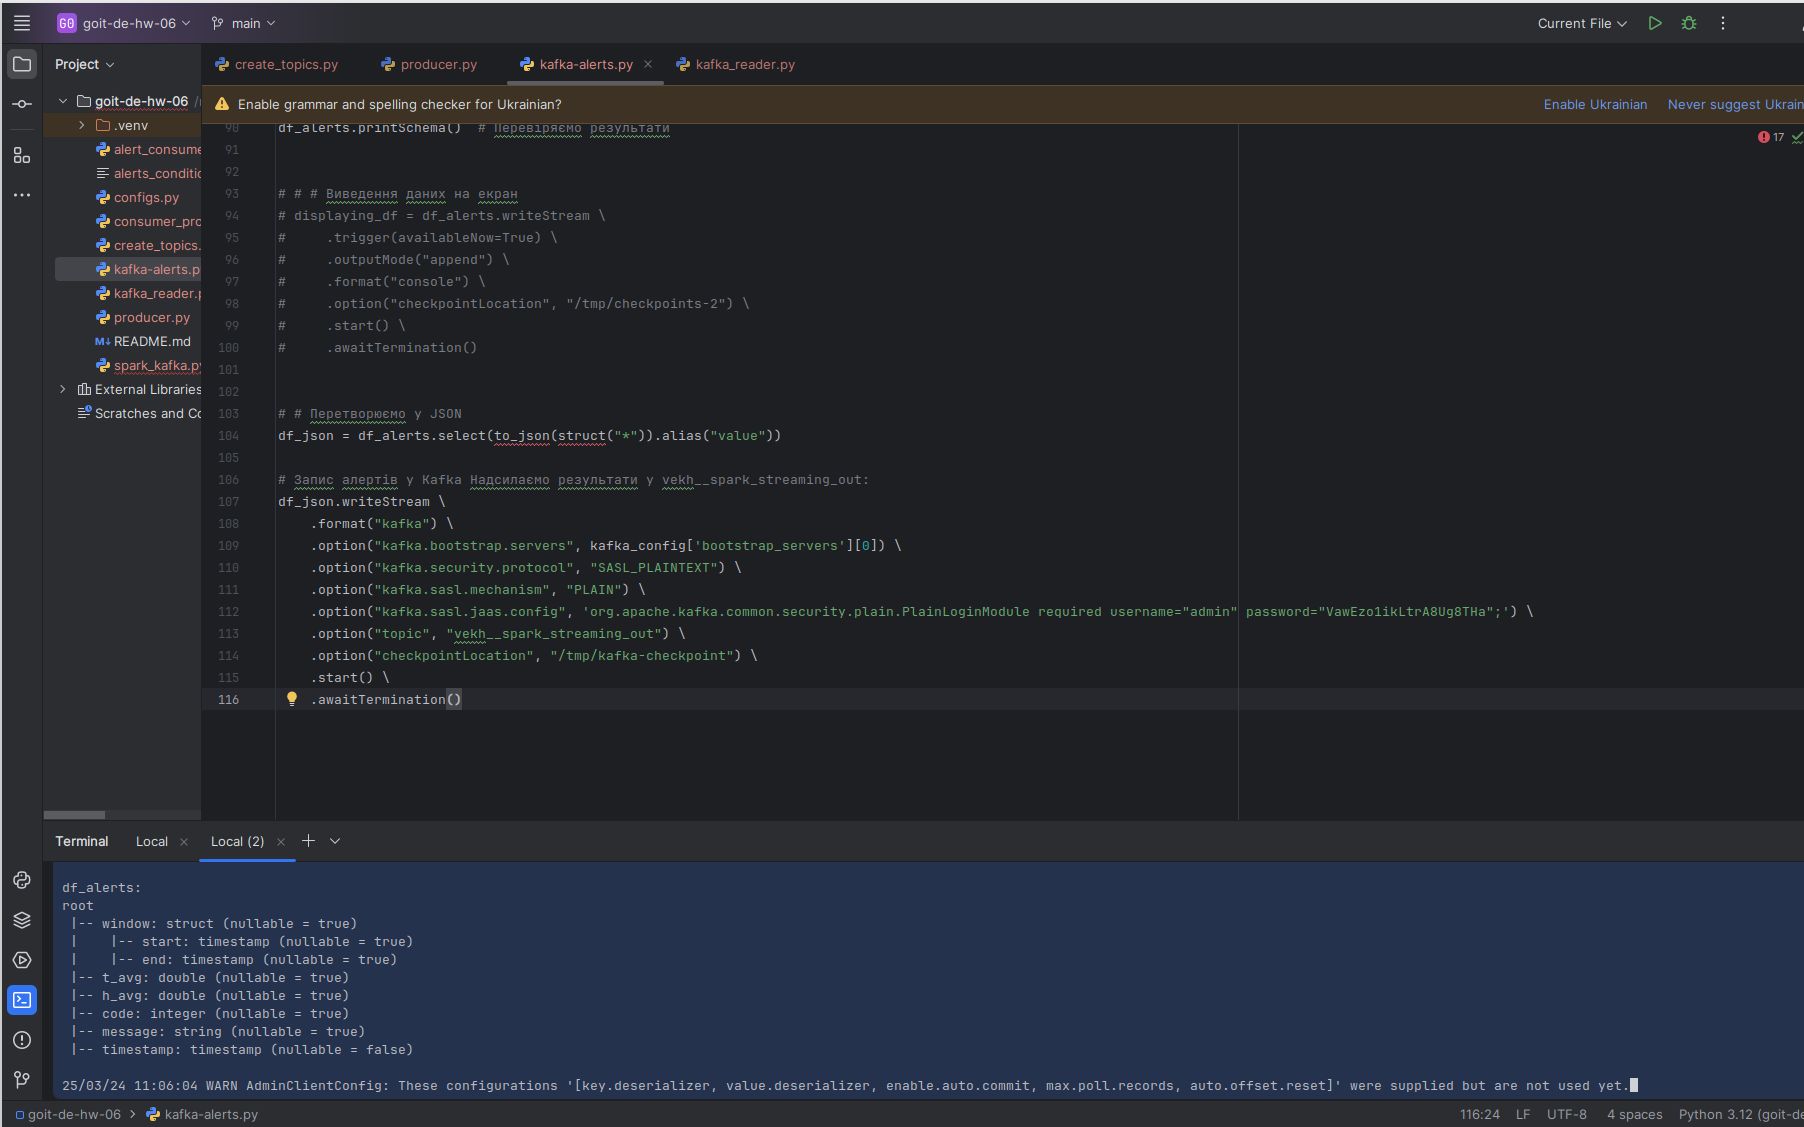 GO goit-de-hw-06 main Current File
Project
create_topics.py producer.py kafka-alerts.py kafka_reader.py
Enable grammar and spelling checker for Ukrainian? Enable Ukrainian Never suggest Ukrain
goit-de-hw-06
.venv
alert_consume
alerts_conditio
configs.py
consumer_pro
create_topics.
kafka-alerts.p
kafka_reader.p
producer.py
M↓ README.md
spark_kafka.py
External Libraries
Scratches and Co
17
90 df_alerts.printSchema() # Перевіряємо результати
91
92
93 # # # Виведення даних на екран
94 # displaying_df = df_alerts.writeStream \
95 # .trigger(availableNow=True) \
96 # .outputMode("append") \
97 # .format("console") \
98 # .option("checkpointLocation", "/tmp/checkpoints-2") \
99 # .start() \
100 # .awaitTermination()
101
102
103 # # Перетворюємо у JSON
104 df_json = df_alerts.select(to_json(struct("*")).alias("value"))
105
106 # Запис алертів у Kafka Надсилаємо результати у vekh__spark_streaming_out:
107 df_json.writeStream \
108 .format("kafka") \
109 .option("kafka.bootstrap.servers", kafka_config['bootstrap_servers'][0]) \
110 .option("kafka.security.protocol", "SASL_PLAINTEXT") \
111 .option("kafka.sasl.mechanism", "PLAIN") \
112 .option("kafka.sasl.jaas.config", 'org.apache.kafka.common.security.plain.PlainLoginModule required username="admin" password="VawEzo1ikLtrA8Ug8THa";') \
113 .option("topic", "vekh__spark_streaming_out") \
114 .option("checkpointLocation", "/tmp/kafka-checkpoint") \
115 .start() \
116 .awaitTermination()
Terminal Local Local (2)
df_alerts:
root
|-- window: struct (nullable = true)
| |-- start: timestamp (nullable = true)
| |-- end: timestamp (nullable = true)
|-- t_avg: double (nullable = true)
|-- h_avg: double (nullable = true)
|-- code: integer (nullable = true)
|-- message: string (nullable = true)
|-- timestamp: timestamp (nullable = false)
25/03/24 11:06:04 WARN AdminClientConfig: These configurations '[key.deserializer, value.deserializer, enable.auto.commit, max.poll.records, auto.offset.reset]' were supplied but are not used yet.
goit-de-hw-06 > kafka-alerts.py 116:24 LF UTF-8 4 spaces Python 3.12 (goit-de